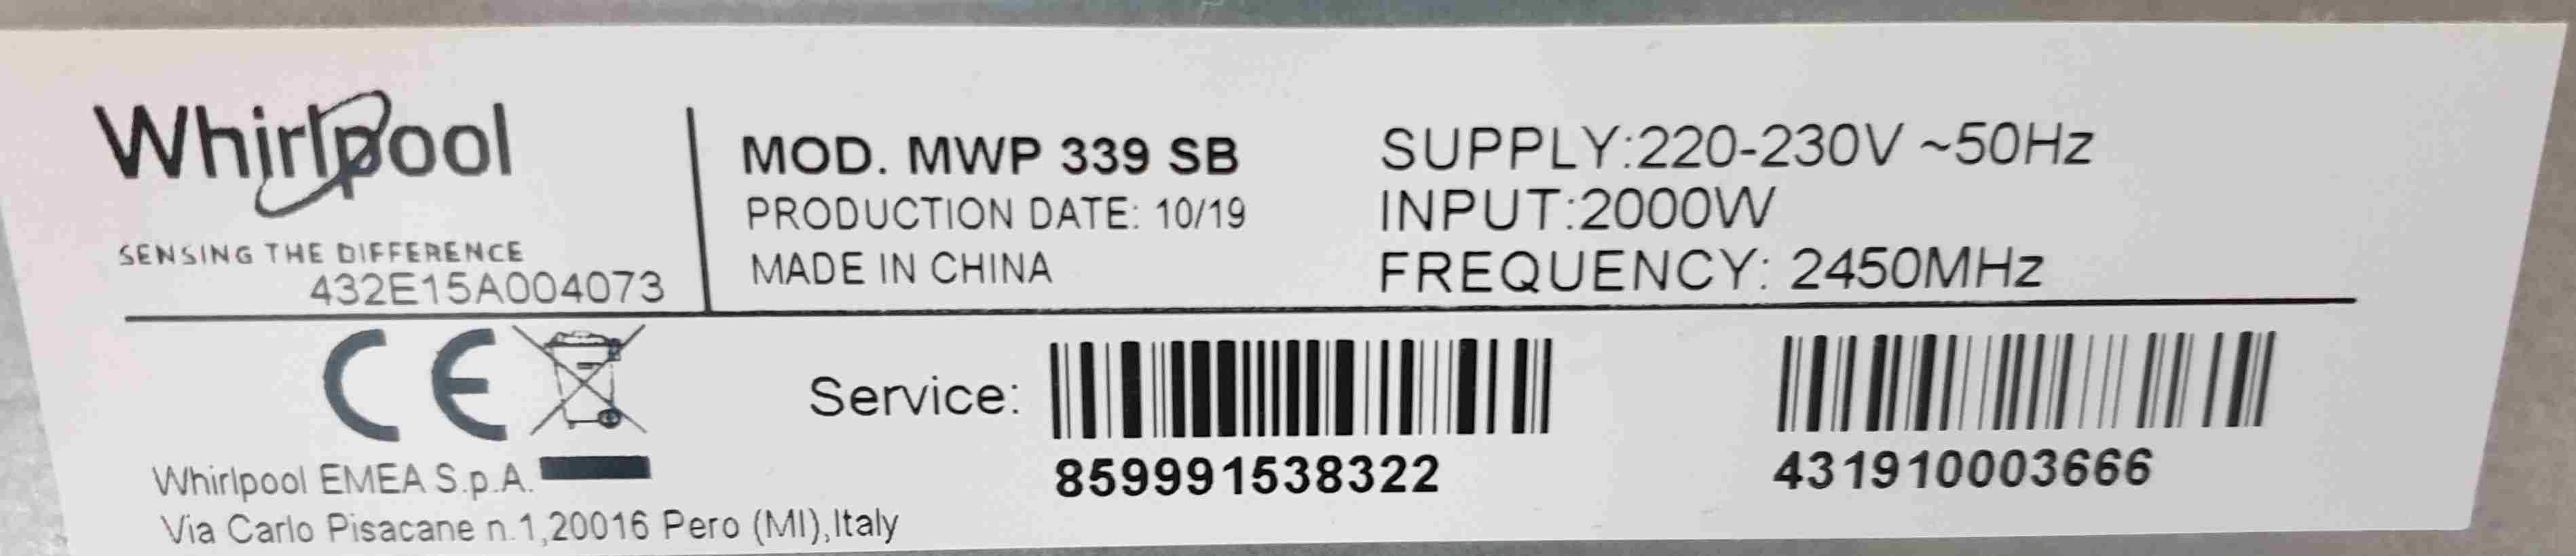 Whirlpool
SENSING THE DIFFERENCE
432E15A004073
MOD. MWP 339 SB
PRODUCTION DATE: 10/19
MADE IN CHINA
SUPPLY:220-230V ~50Hz
INPUT:2000W
FREQUENCY: 2450MHz
CE
Service:
859991538322
431910003666
Whirlpool EMEA S.p.A.
Via Carlo Pisacane n.1,20016 Pero (MI),Italy